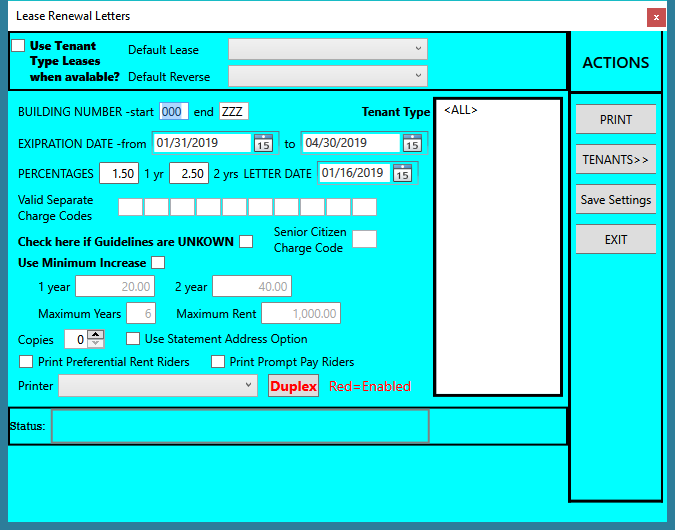 Lease Renewal Letters
x
Use Tenant
Type Leases
when avalable?
Default Lease
Default Reverse
ACTIONS
BUILDING NUMBER -start 000 end ZZZ
Tenant Type
<ALL>
EXIPRATION DATE -from 01/31/2019 15 to 04/30/2019 15
PERCENTAGES 1.50 1 yr 2.50 2 yrs LETTER DATE 01/16/2019 15
Valid Separate
Charge Codes
Check here if Guidelines are UNKOWN
Senior Citizen
Charge Code
Use Minimum Increase
1 year 20.00 2 year 40.00
Maximum Years 6 Maximum Rent 1,000.00
Copies 0 Use Statement Address Option
Print Preferential Rent Riders Print Prompt Pay Riders
Printer Duplex Red=Enabled
Status:
PRINT
TENANTS>>
Save Settings
EXIT